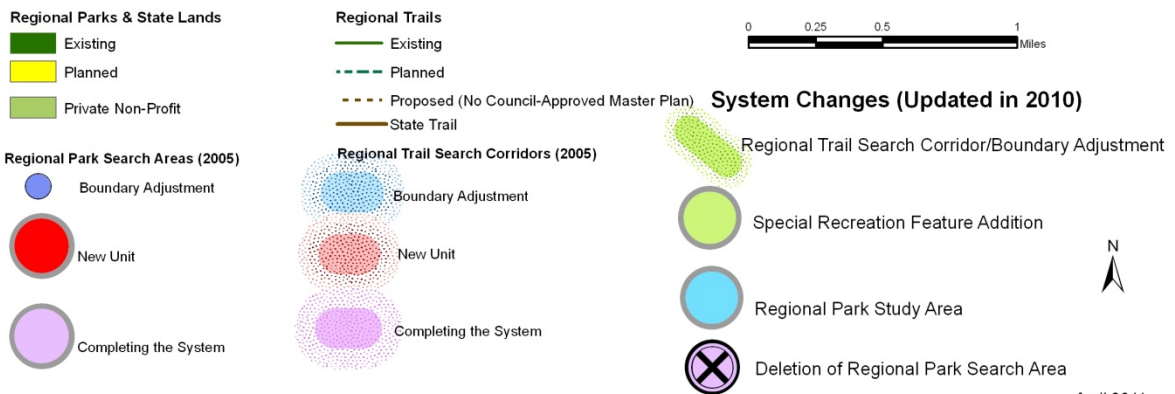 Regional Parks & State Lands
Existing
Planned
Private Non-Profit
Regional Park Search Areas (2005)
Boundary Adjustment
New Unit
Completing the System
Regional Trails
Existing
Planned
Proposed (No Council-Approved Master Plan)
State Trail
Regional Trail Search Corridors (2005)
Boundary Adjustment
New Unit
Completing the System
0 0.25 0.5 1
Miles
System Changes (Updated in 2010)
Regional Trail Search Corridor/Boundary Adjustment
Special Recreation Feature Addition
Regional Park Study Area
Deletion of Regional Park Search Area
N